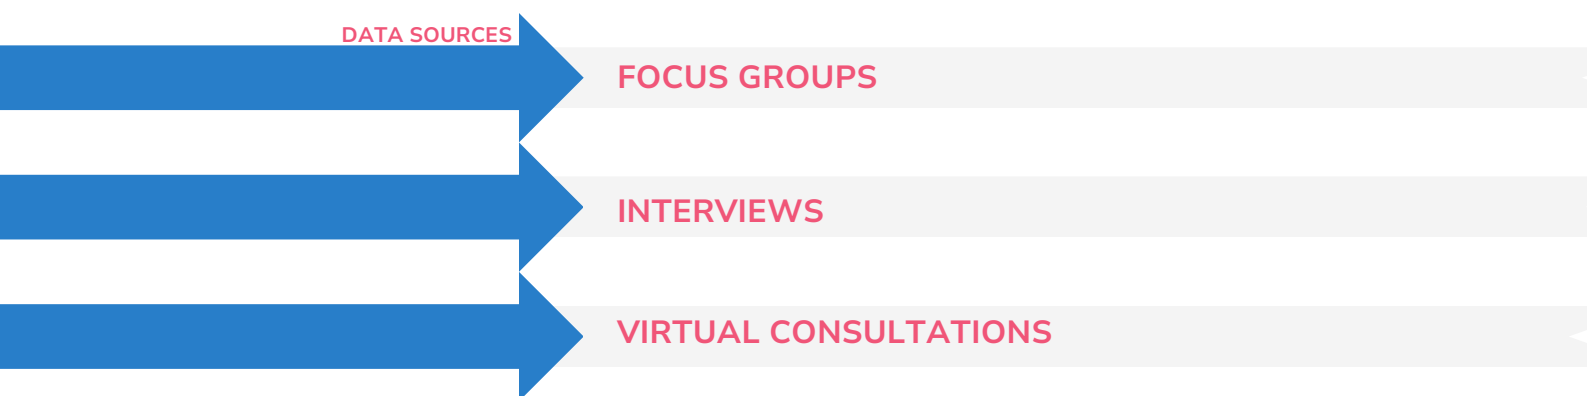 DATA SOURCES
FOCUS GROUPS
INTERVIEWS
VIRTUAL CONSULTATIONS